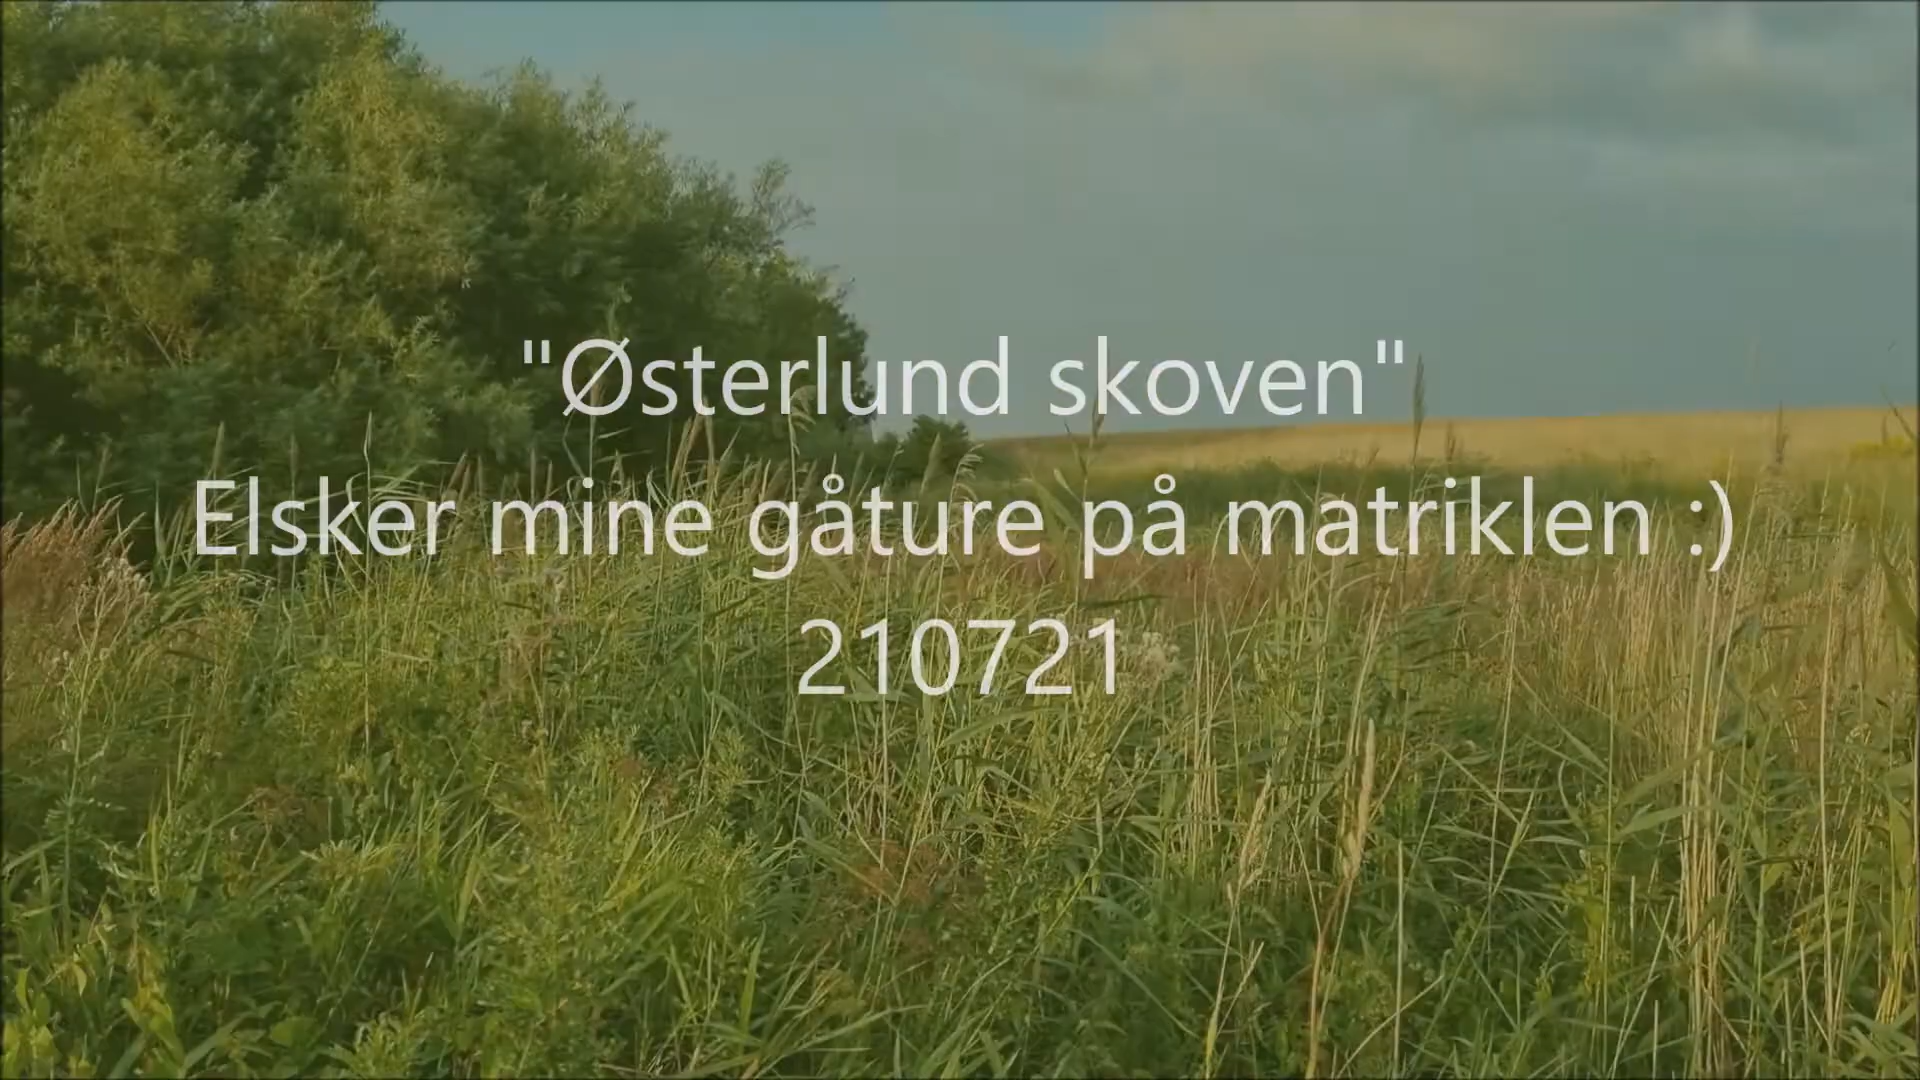 "Østerlund skoven"
Elsker mine gåture på matriklen :)
210721